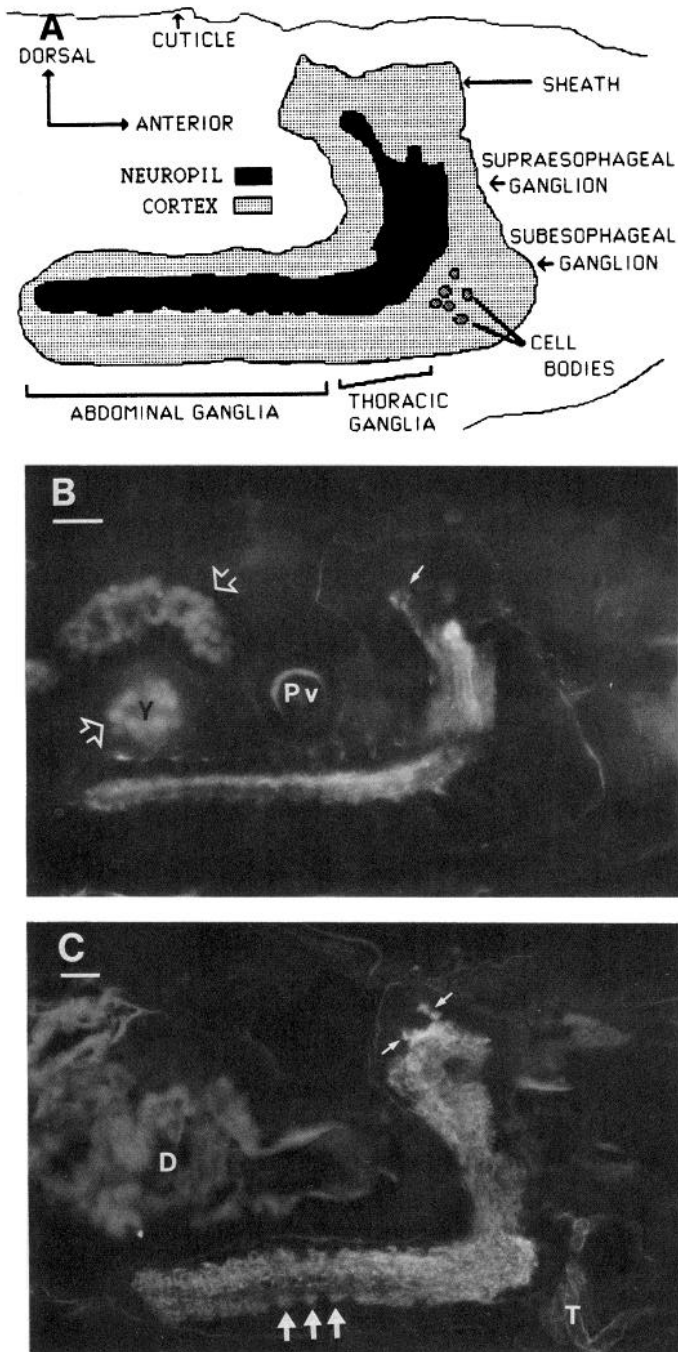 A
CUTICLE
DORSAL
SHEATH
ANTERIOR
NEUROPIL
CORTEX
SUPRAESOPHAGEAL
GANGLION
SUBESOPHAGEAL
GANGLION
CELL
BODIES
ABDOMINAL GANGLIA
THORACIC
GANGLIA
B
Y
Pv
C
D
T